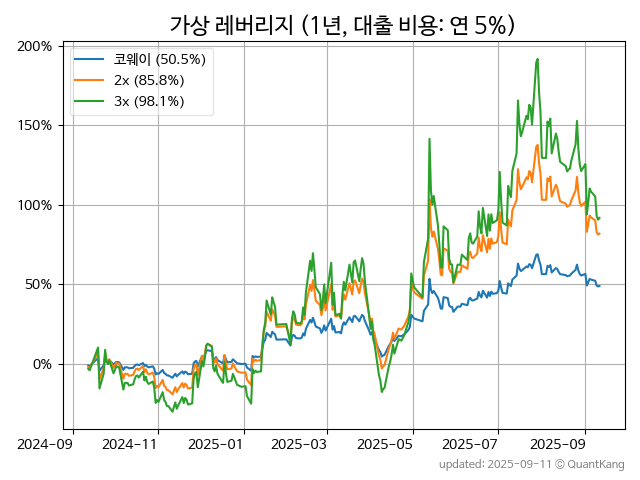 가상 레버리지 (1년, 대출 비용: 연 5%)
200%
150%
100%
50%
0%
코웨이 (50.5%)
2x (85.8%)
3x (98.1%)
2024-09
2024-11
2025-01
2025-03
2025-05
2025-07
2025-09
updated: 2025-09-11 © QuantKang